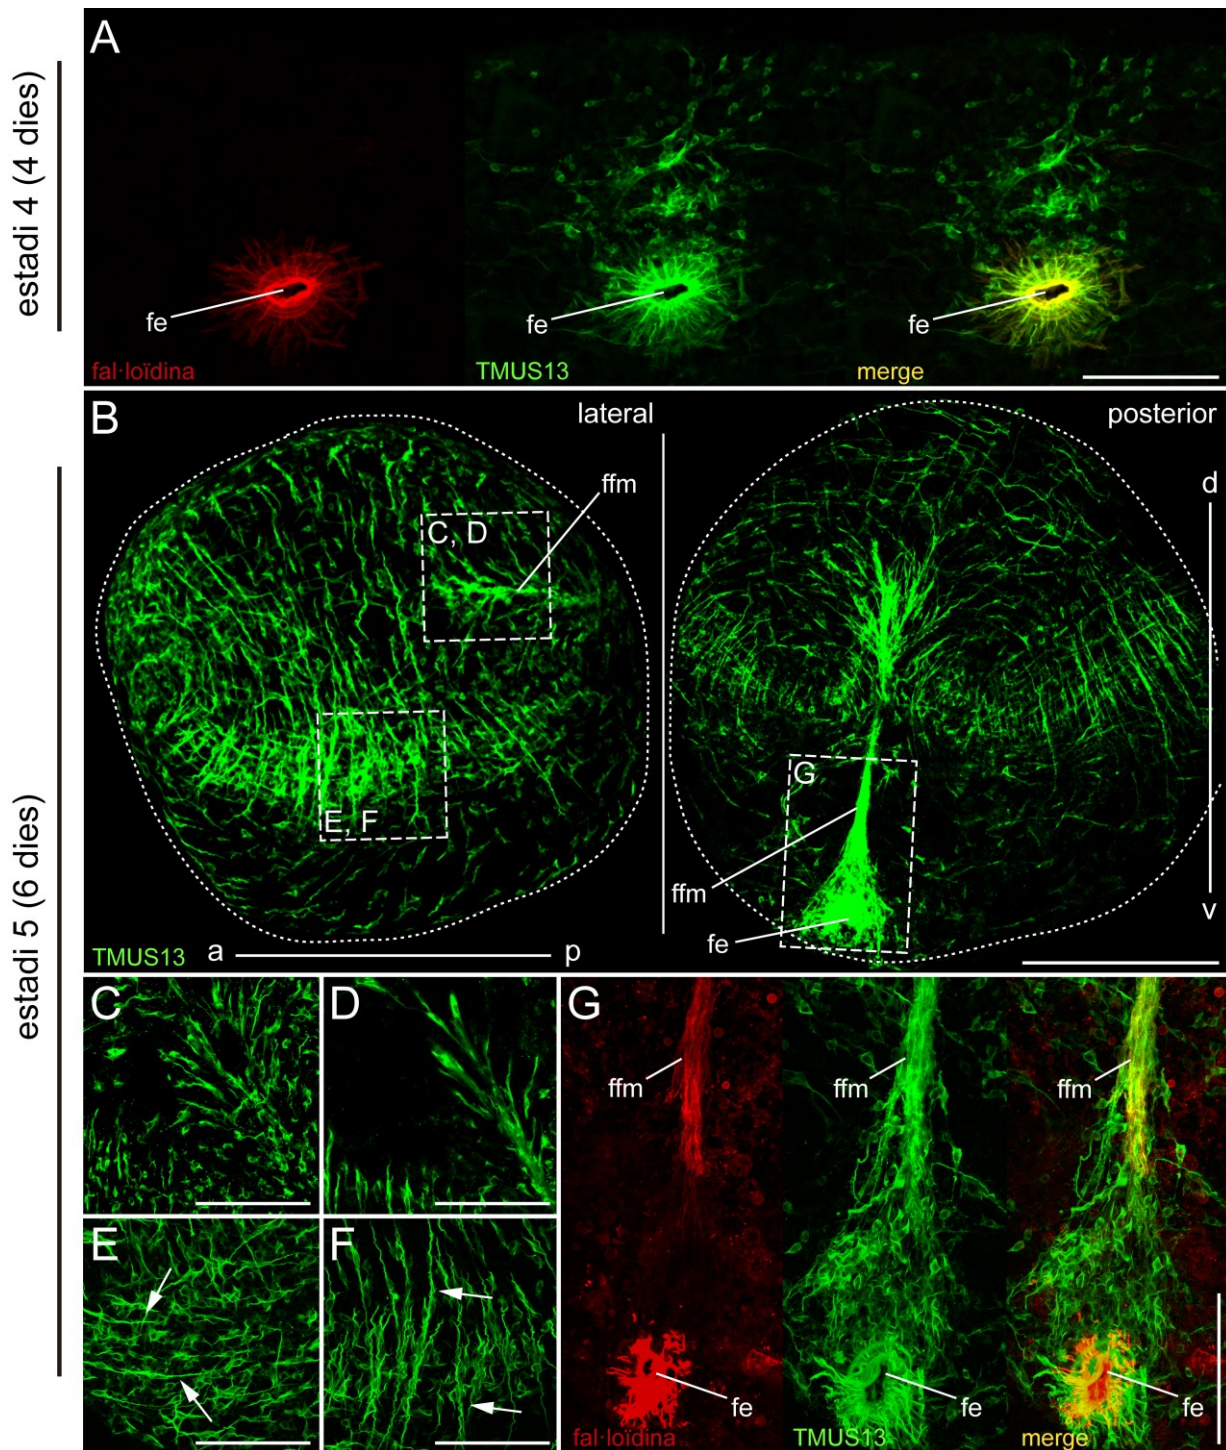 estadi 4 (4 dies)
A
fe
fe
fe
fal·loïdina
TMUS13
merge
estadi 5 (6 dies)
B
lateral
posterior
ffm
d
C, D
G
E, F
ffm
v
fe
TMUS13
a
p
C
D
G
ffm
ffm
ffm
E
F
fe
fe
fe
fal·loïdina
TMUS13
merge